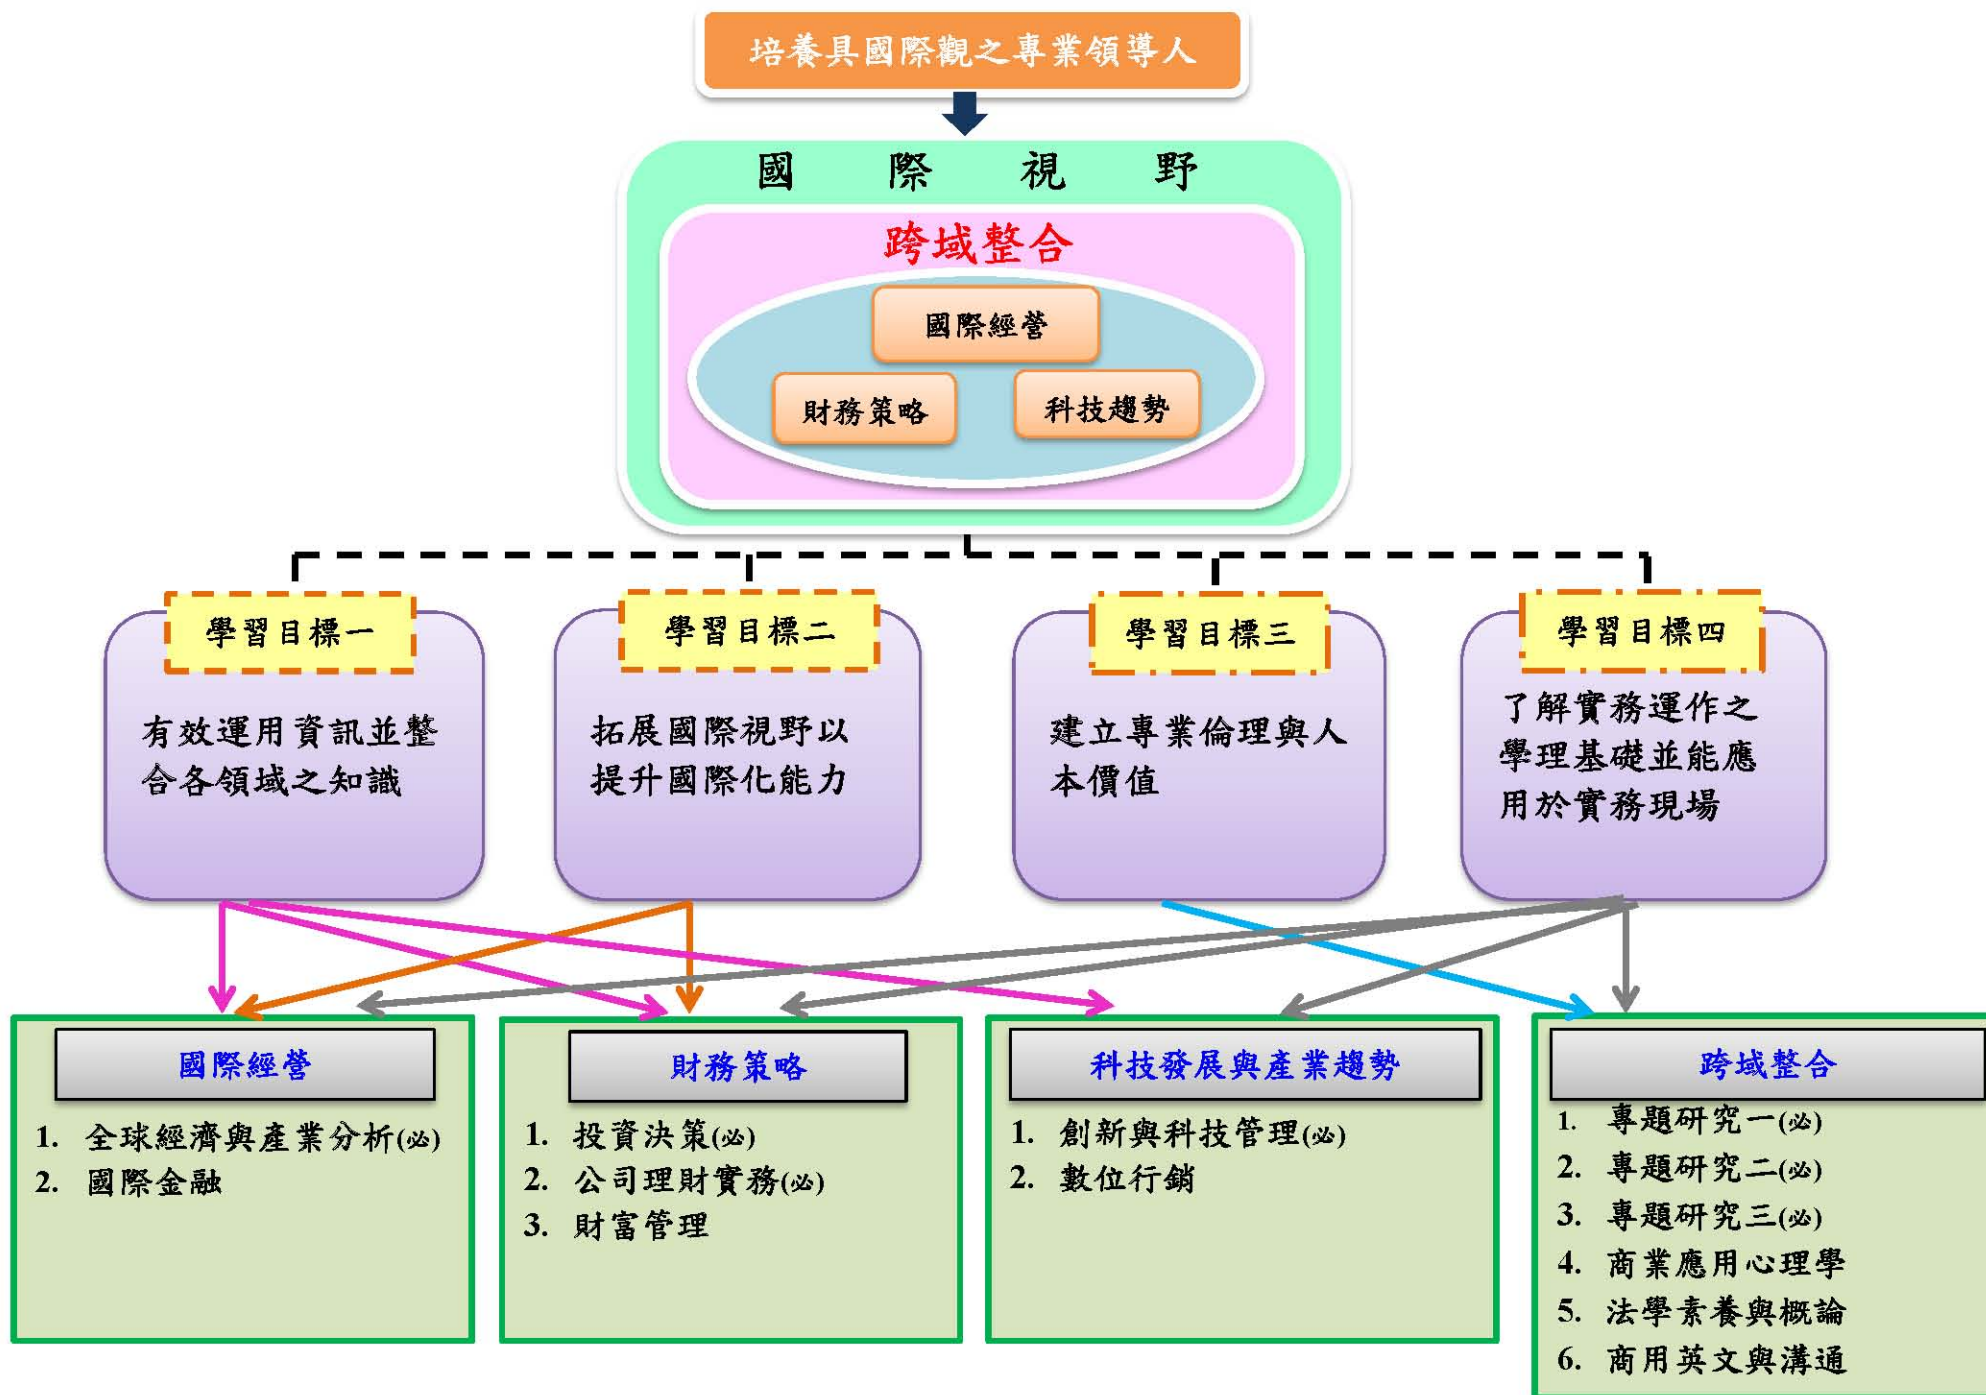 培養具國際觀之專業領導人
國際視野
跨域整合
國際經營
財務策略
科技趨勢
學習目標一
有效運用資訊並整
合各領域之知識
學習目標二
拓展國際視野以
提升國際化能力
學習目標三
建立專業倫理與人
本價值
學習目標四
了解實務運作之
學理基礎並能應
用於實務現場
國際經營
1. 全球經濟與產業分析(必)
2. 國際金融
財務策略
1. 投資決策(必)
2. 公司理財實務(必)
3. 財富管理
科技發展與產業趨勢
1. 創新與科技管理(必)
2. 數位行銷
跨域整合
1. 專題研究一(必)
2. 專題研究二(必)
3. 專題研究三(必)
4. 商業應用心理學
5. 法學素養與概論
6. 商用英文與溝通